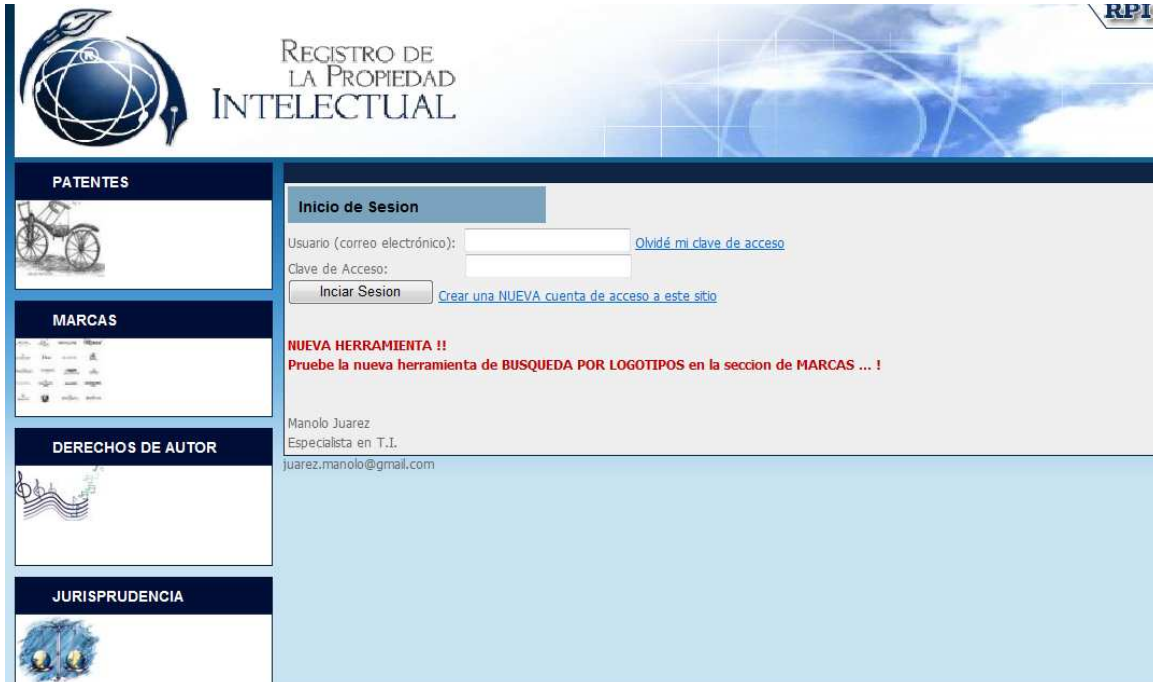 RPI
REGISTRO DE
LA PROPIEDAD
INTELECTUAL
PATENTES
MARCAS
DERECHOS DE AUTOR
JURISPRUDENCIA
Inicio de Sesion
Usuario (correo electrónico): Olvidé mi clave de acceso
Clave de Acceso:
Inciar Sesion Crear una NUEVA cuenta de acceso a este sitio
NUEVA HERRAMIENTA !!
Pruebe la nueva herramienta de BUSQUEDA POR LOGOTIPOS en la seccion de MARCAS ... !
Manolo Juarez
Especialista en T.I.
juarez.manolo@gmail.com